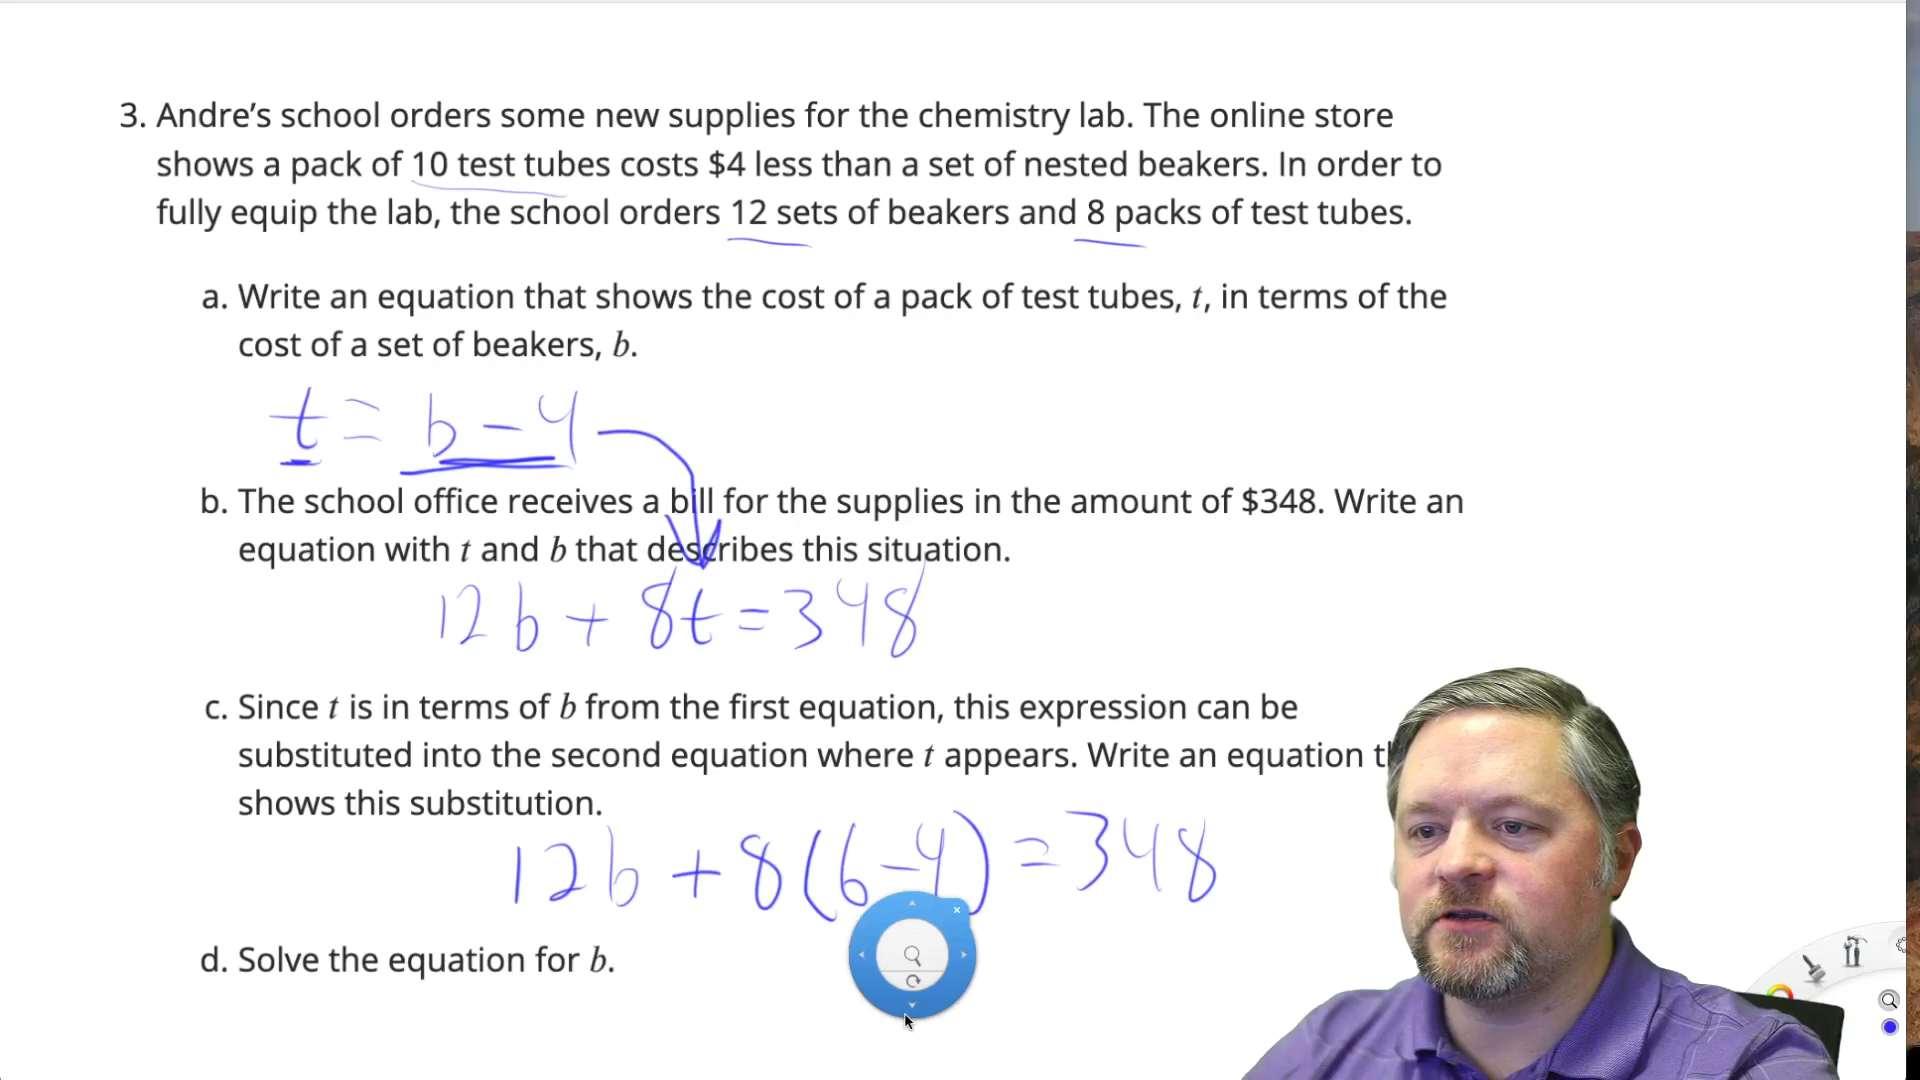 3. Andre’s school orders some new supplies for the chemistry lab. The online store
shows a pack of 10 test tubes costs $4 less than a set of nested beakers. In order to
fully equip the lab, the school orders 12 sets of beakers and 8 packs of test tubes.
a. Write an equation that shows the cost of a pack of test tubes, t, in terms of the
cost of a set of beakers, b.
t = b - 4
b. The school office receives a bill for the supplies in the amount of $348. Write an
equation with t and b that describes this situation.
12b + 8t = 348
c. Since t is in terms of b from the first equation, this expression can be
substituted into the second equation where t appears. Write an equation
shows this substitution.
12b + 8(b-4) = 348
d. Solve the equation for b.